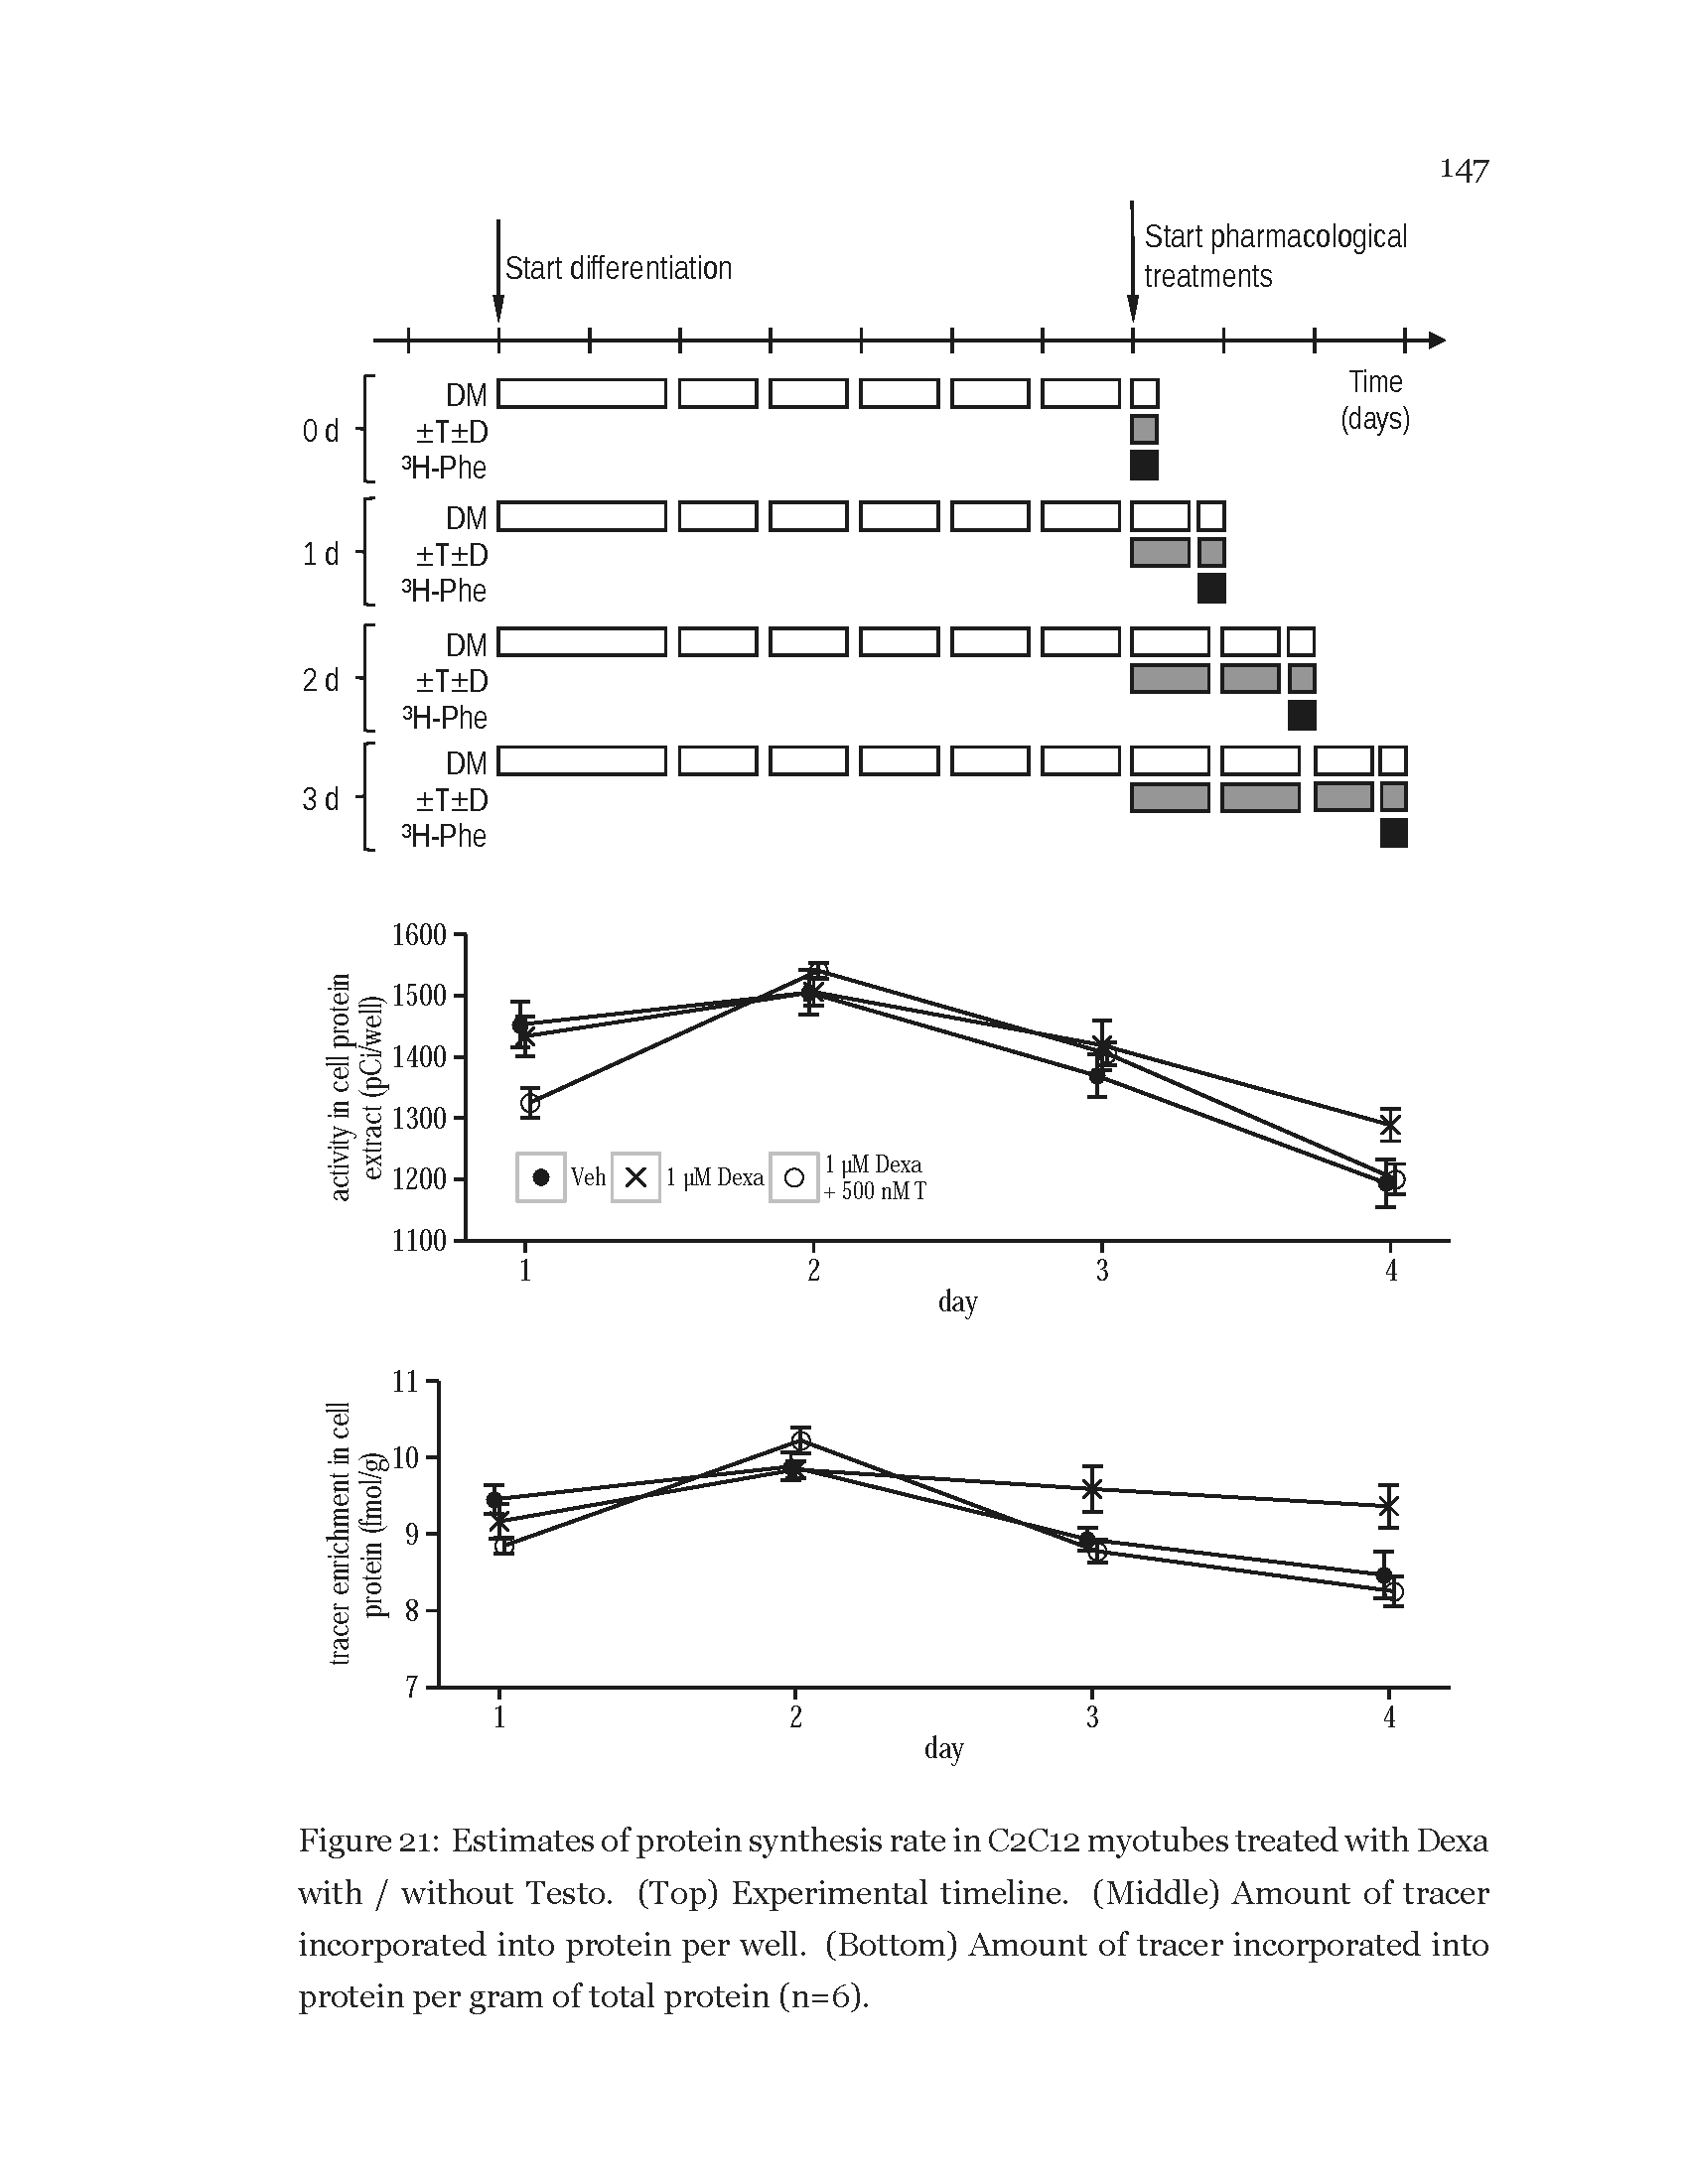 147
Start differentiation
Start pharmacological
treatments
Time
(days)
0 d
DM
±T±D
³H-Phe
1 d
DM
±T±D
³H-Phe
2 d
DM
±T±D
³H-Phe
3 d
DM
±T±D
³H-Phe
activity in cell protein
extract (pCi/well)
1600
1500
1400
1300
1200
1100
Veh
1 µM Dexa
1 µM Dexa
+ 500 nM T
1 2 3 4
day
tracer enrichment in cell
protein (fmol/g)
11
10
9
8
7
1 2 3 4
day
Figure 21: Estimates of protein synthesis rate in C2C12 myotubes treated with Dexa
with / without Testo. (Top) Experimental timeline. (Middle) Amount of tracer
incorporated into protein per well. (Bottom) Amount of tracer incorporated into
protein per gram of total protein (n=6).